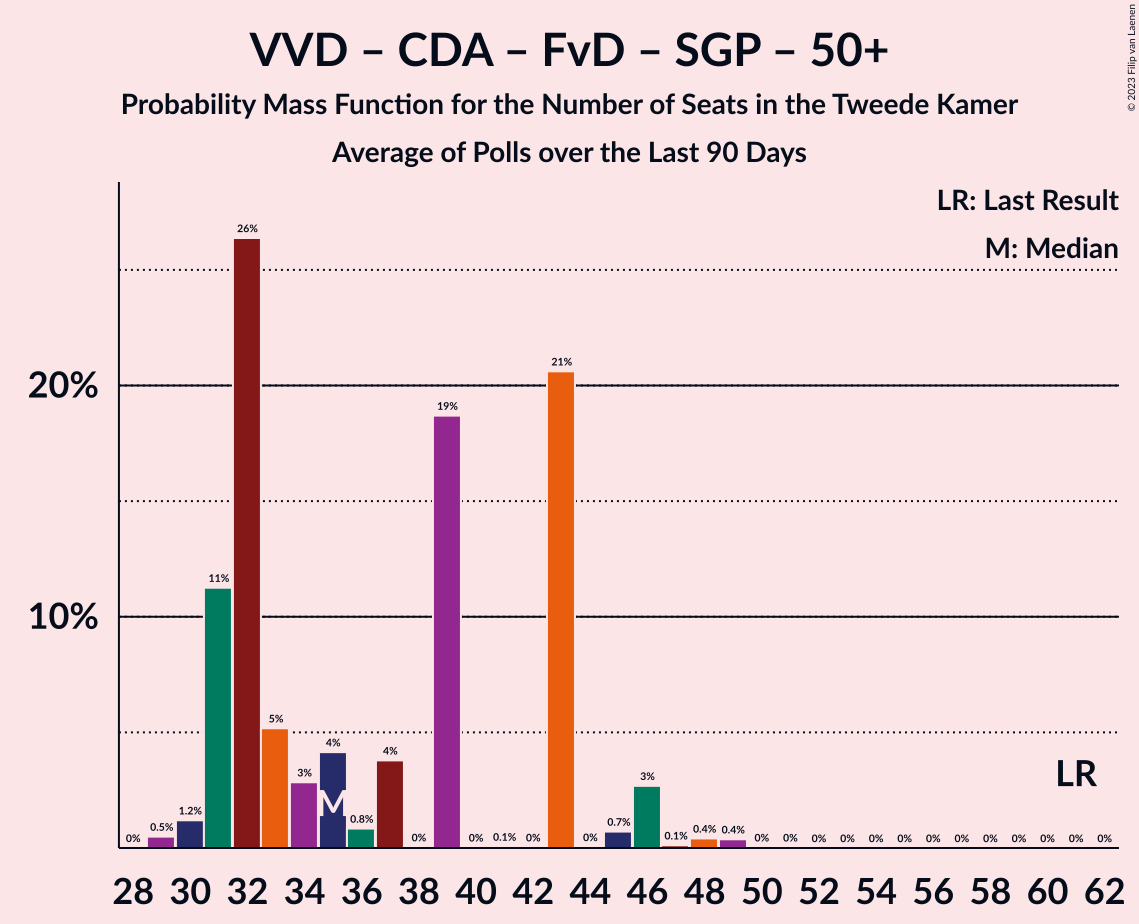 VVD – CDA – FvD – SGP – 50+
Probability Mass Function for the Number of Seats in the Tweede Kamer
Average of Polls over the Last 90 Days
© 2023 Filip van Laenen
LR: Last Result
M: Median
20%
10%
0% 0.5% 1.2% 11% 26% 5% 3% 4% 0.8% 4% 0% 19% 0% 0.1% 0% 21% 0% 0.7% 3% 0.1% 0.4% 0.4% 0% 0% 0% 0% 0% 0% 0% 0% 0% 0% 0% 0% 0%
M
LR
28 30 32 34 36 38 40 42 44 46 48 50 52 54 56 58 60 62